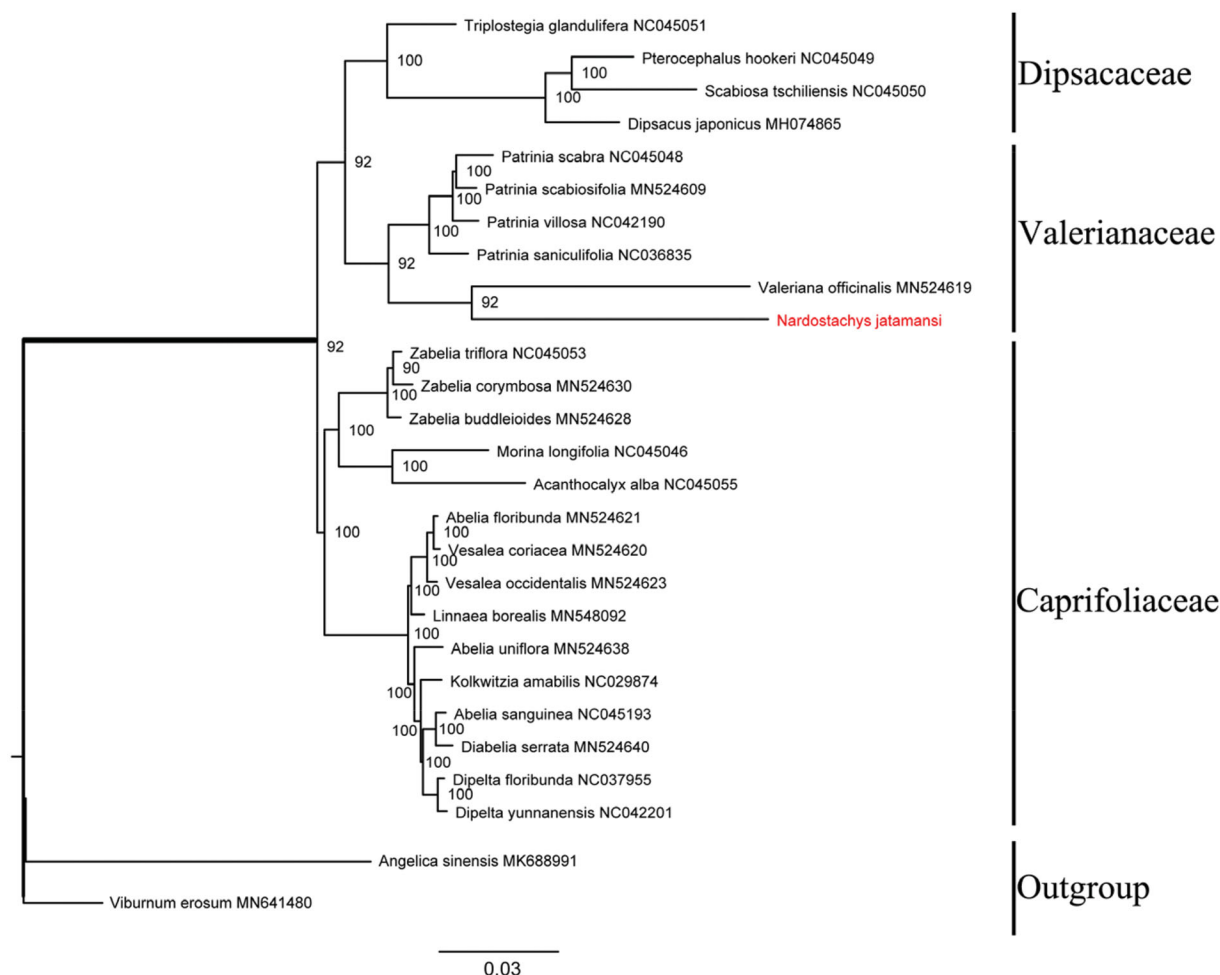 Triplostegia glandulifera NC045051
100
Pterocephalus hookeri NC045049
100
Scabiosa tschiliensis NC045050
100
Dipsacus japonicus MH074865
Dipsacaceae
92
Patrinia scabra NC045048
100
Patrinia scabiosifolia MN524609
100
Patrinia villosa NC042190
100
Patrinia saniculifolia NC036835
92
Valeriana officinalis MN524619
92
Nardostachys jatamansi
Valerianaceae
92
Zabelia triflora NC045053
90
Zabelia corymbosa MN524630
100
Zabelia buddleioides MN524628
100
Morina longifolia NC045046
100
Acanthocalyx alba NC045055
100
Abelia floribunda MN524621
100
Vesalea coriacea MN524620
100
Vesalea occidentalis MN524623
100
Linnaea borealis MN548092
100
Abelia uniflora MN524638
100
Kolkwitzia amabilis NC029874
100
Abelia sanguinea NC045193
100
Diabelia serrata MN524640
100
Dipelta floribunda NC037955
100
Dipelta yunnanensis NC042201
Caprifoliaceae
Angelica sinensis MK688991
Viburnum erosum MN641480
Outgroup
0.03